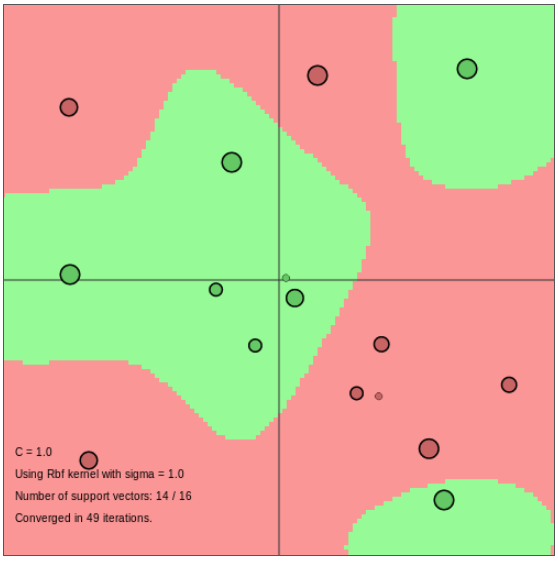 C = 1.0
Using Rbf kernel with sigma = 1.0
Number of support vectors: 14 / 16
Converged in 49 iterations.